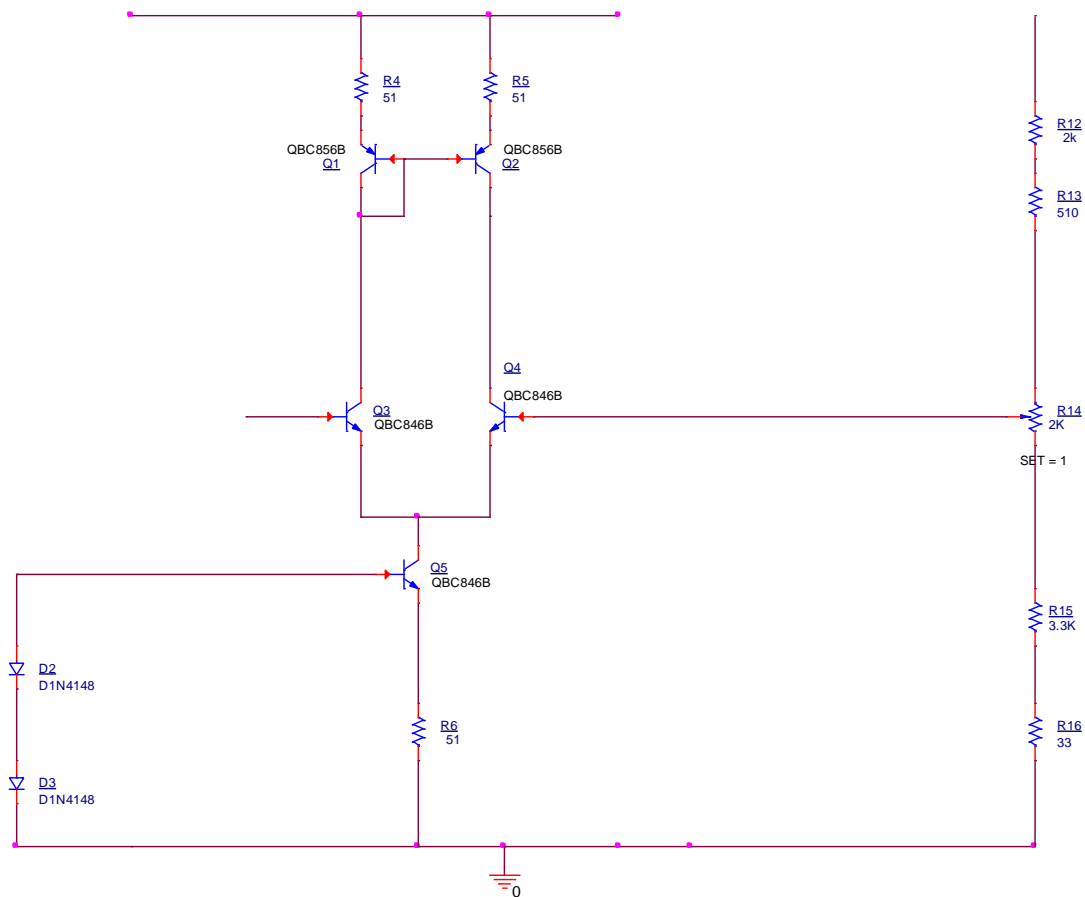 R4
51
R5
51
R12
2k
QBC856B
Q1
QBC856B
Q2
R13
510
Q4
QBC846B
Q3
QBC846B
R14
2K
SET = 1
Q5
QBC846B
R15
3.3K
D2
D1N4148
R6
51
R16
33
D3
D1N4148
0